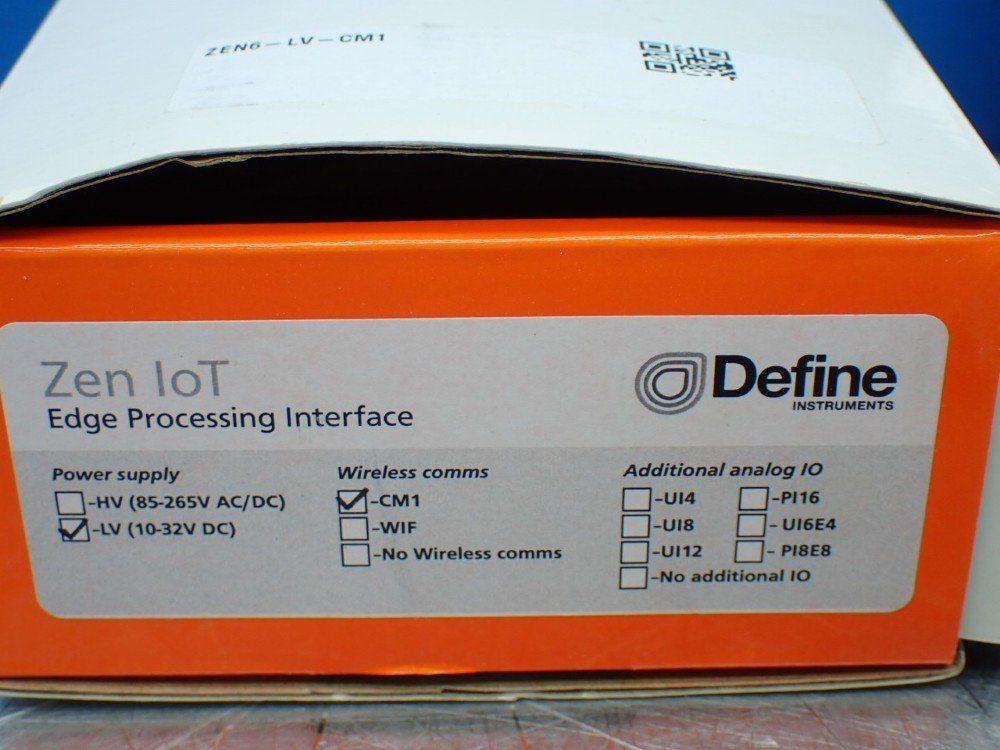 ZEN6-LV-CM1
Zen IoT
Edge Processing Interface
Define
INSTRUMENTS
Power supply
-HV (85-265V AC/DC)
-LV (10-32V DC)
Wireless comms
-CM1
-WIF
-No Wireless comms
Additional analog IO
-UI4 -PI16
-UI8 - UI6E4
-UI12 - PI8E8
-No additional IO